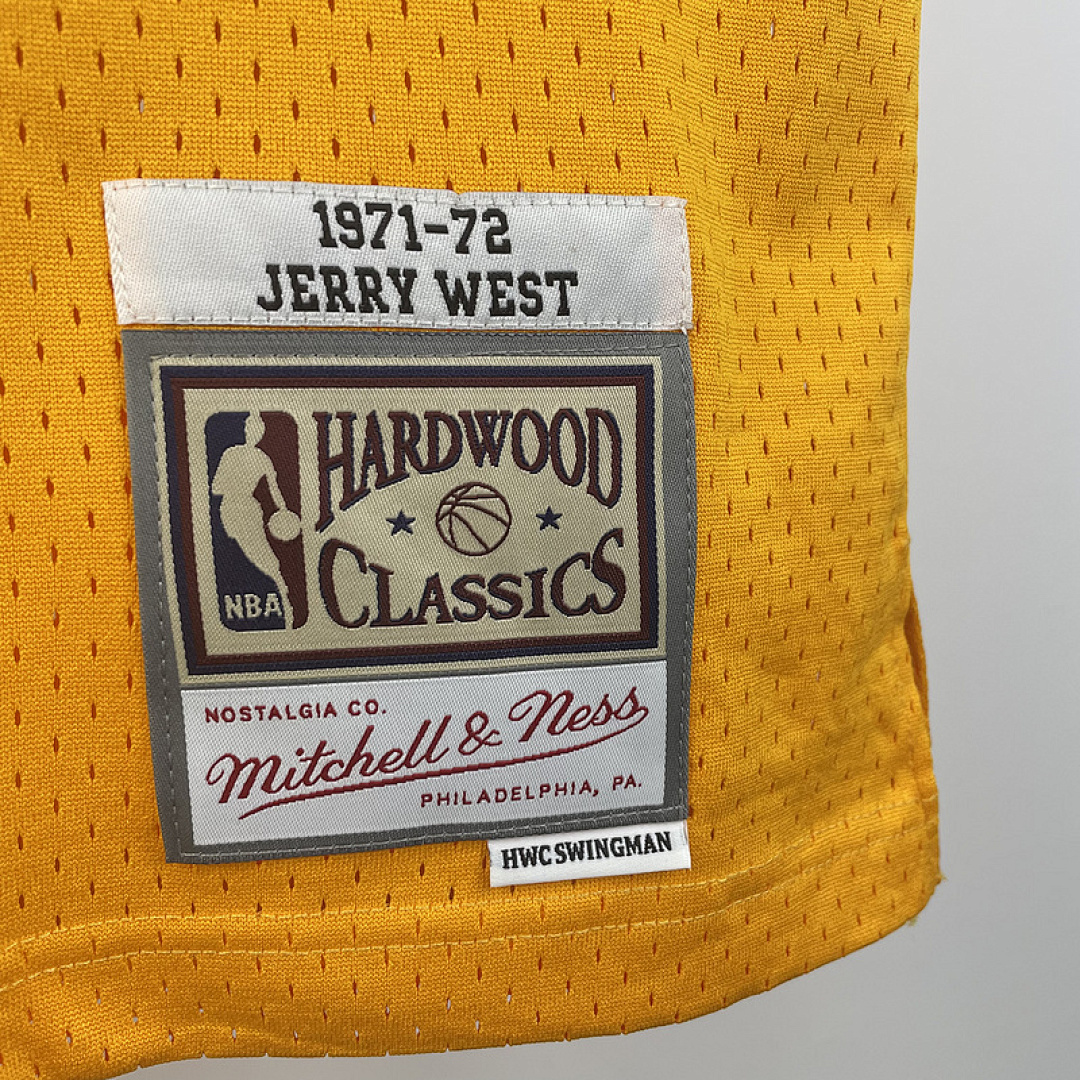 1971-72
JERRY WEST
HARDWOOD
CLASSICS
NBA
NOSTALGIA CO.
Mitchell & Ness
PHILADELPHIA, PA.
HWC SWINGMAN